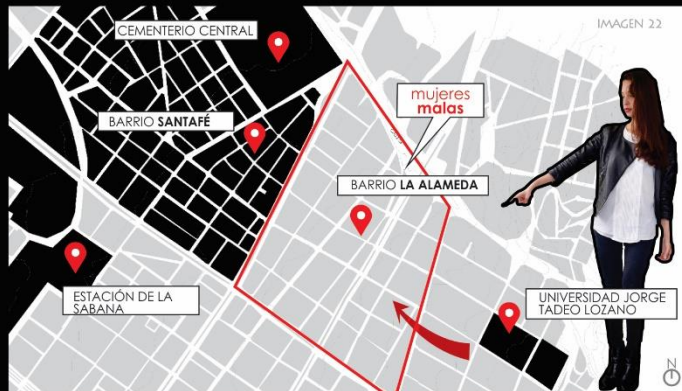 IMAGEN 22
CEMENTERIO CENTRAL
mujeres
malas
BARRIO SANTAFÉ
BARRIO LA ALAMEDA
ESTACIÓN DE LA
SABANA
UNIVERSIDAD JORGE
TADEO LOZANO
N